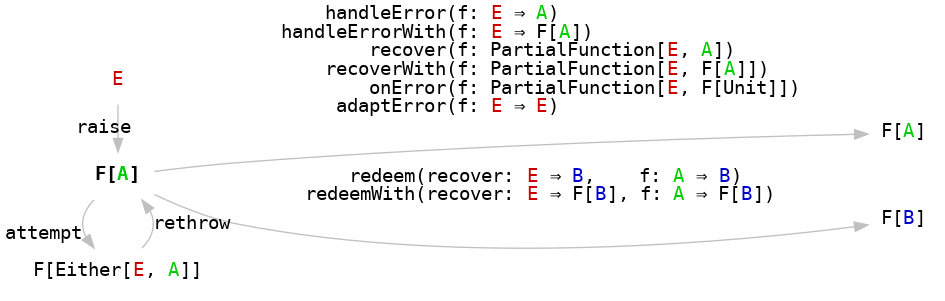 handleError(f: E ⇒ A)
handleErrorWith(f: E ⇒ F[A])
recover(f: PartialFunction[E, A])
recoverWith(f: PartialFunction[E, F[A]])
onError(f: PartialFunction[E, F[Unit]])
adaptError(f: E ⇒ E)
E
raise
F[A]
F[A]
redeem(recover: E ⇒ B, f: A ⇒ B)
redeemWith(recover: E ⇒ F[B], f: A ⇒ F[B])
F[B]
attempt
rethrow
F[Either[E, A]]